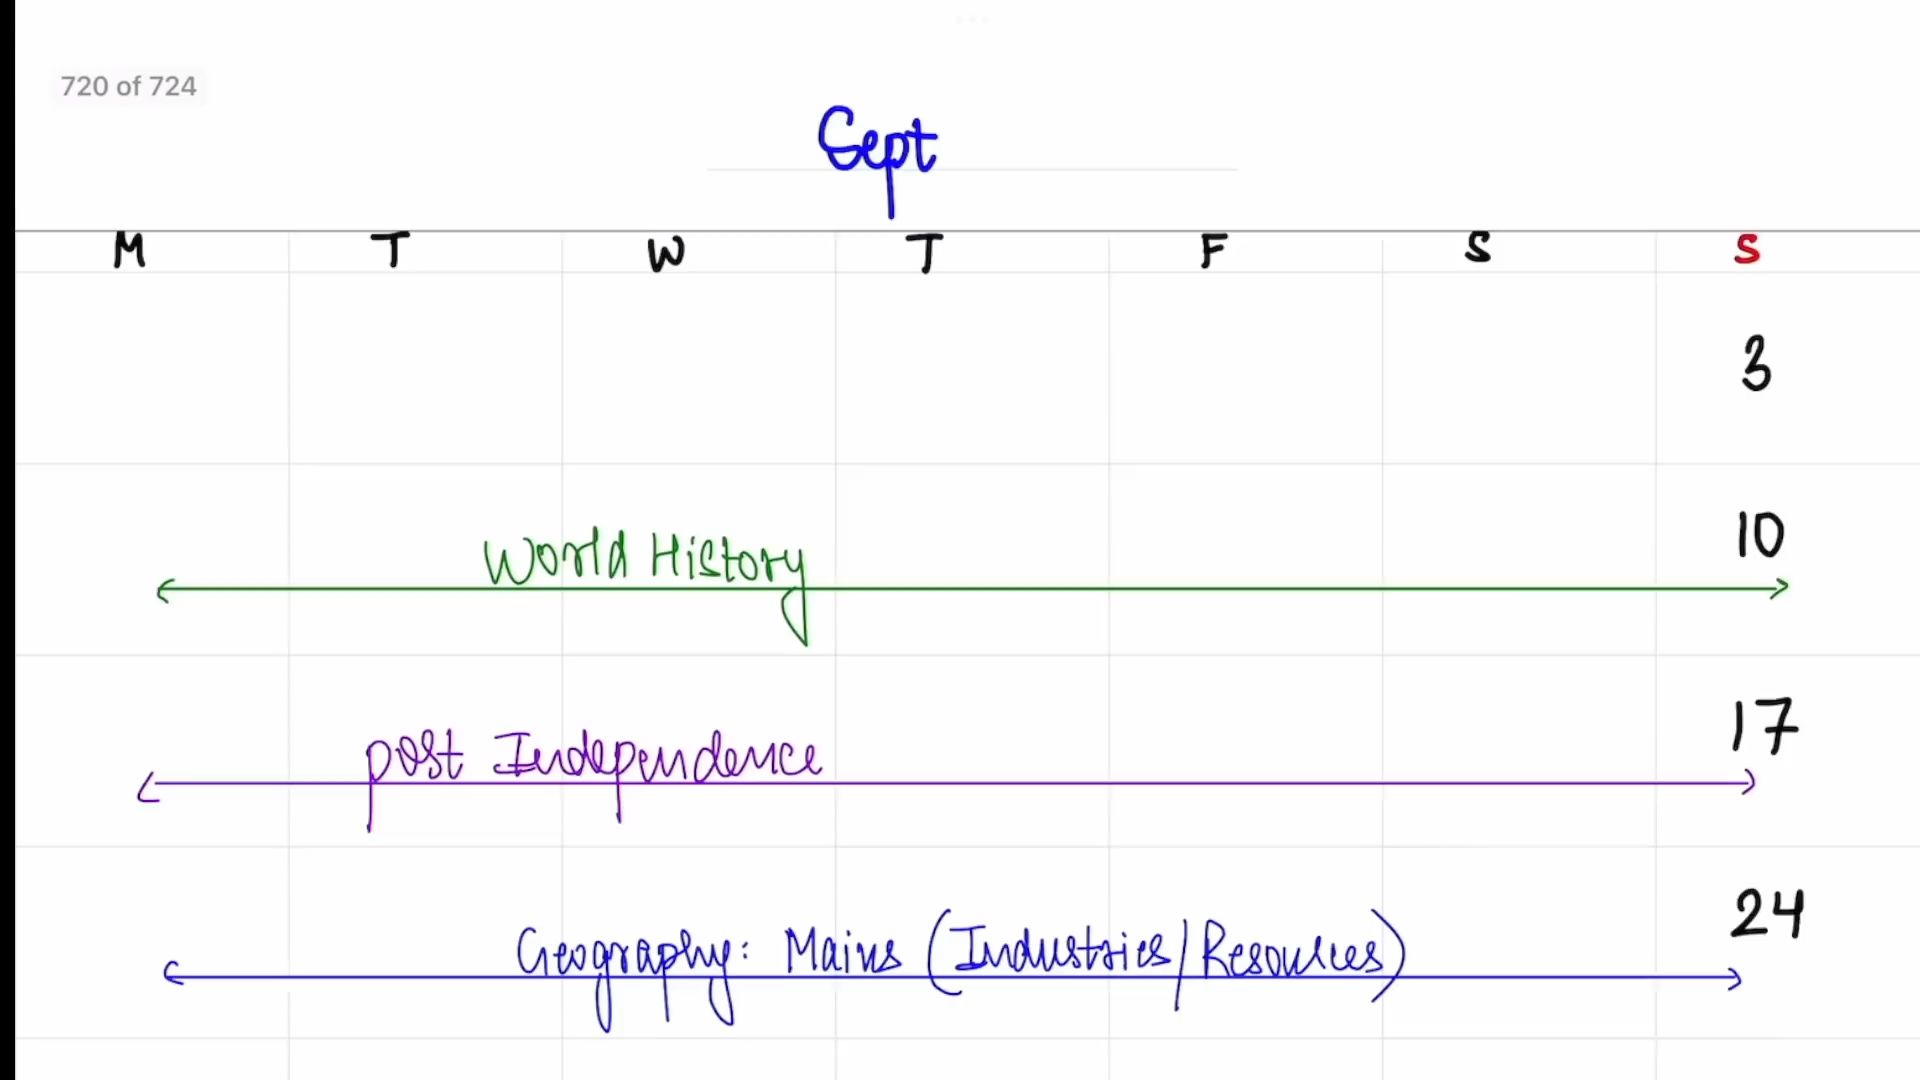 720 of 724
Sept
M T W T F S S
3
10
World History
17
Post Independence
24
Geography: Mains (Industries/Resources)